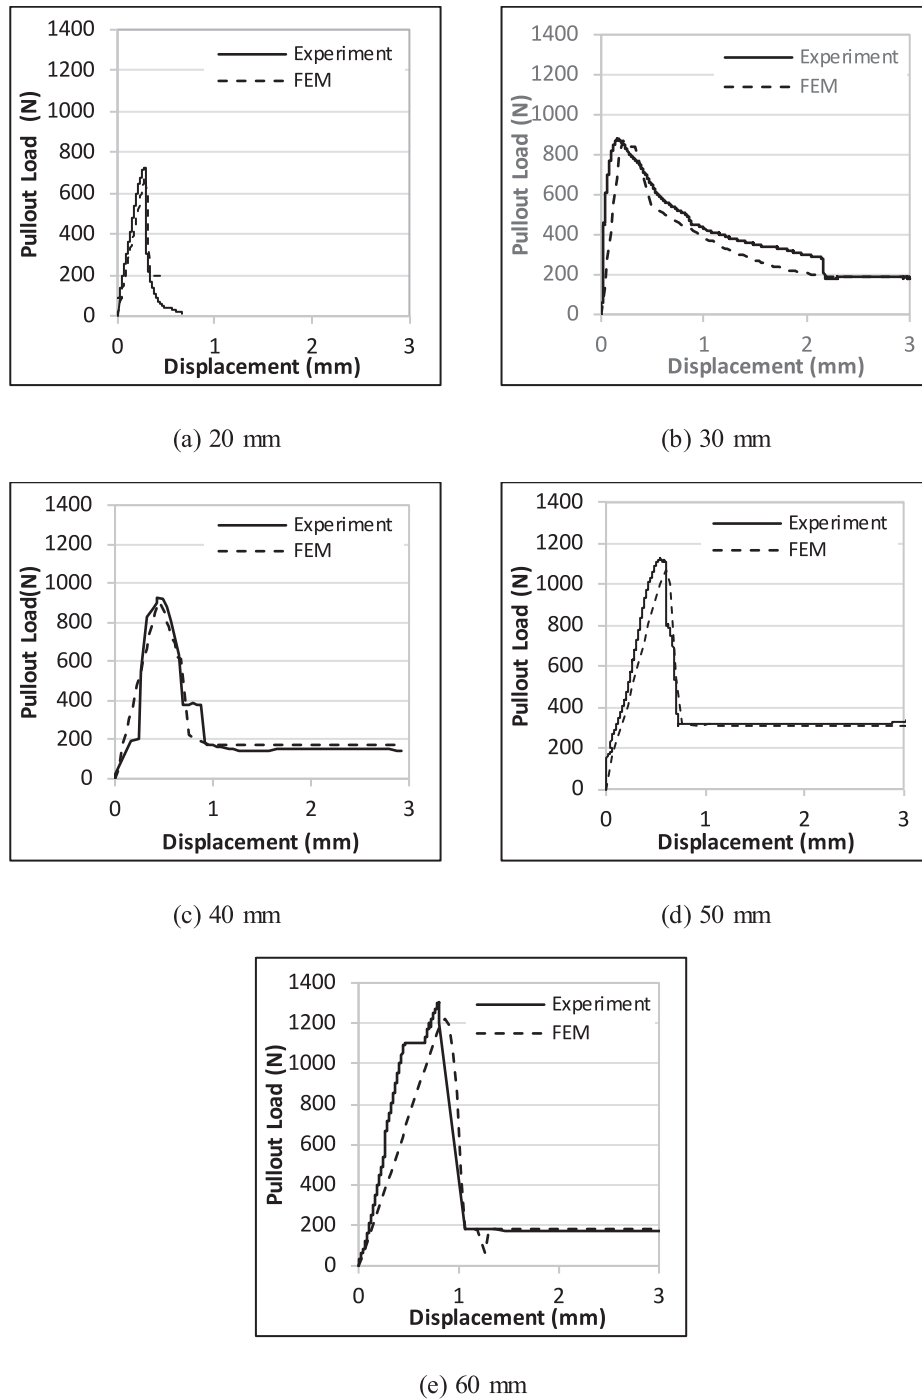 1400
1200
1000
800
600
400
200
0
Pullout Load (N)
Experiment
FEM
0 1 2 3
Displacement (mm)
(a) 20 mm
1400
1200
1000
800
600
400
200
0
Pullout Load (N)
Experiment
FEM
0 1 2 3
Displacement (mm)
(b) 30 mm
1400
1200
1000
800
600
400
200
0
Pullout Load(N)
Experiment
FEM
0 1 2 3
Displacement (mm)
(c) 40 mm
1400
1200
1000
800
600
400
200
0
Pullout Load (N)
Experiment
FEM
0 1 2 3
Displacement (mm)
(d) 50 mm
1400
1200
1000
800
600
400
200
0
Pullout Load (N)
Experiment
FEM
0 1 2 3
Displacement (mm)
(e) 60 mm